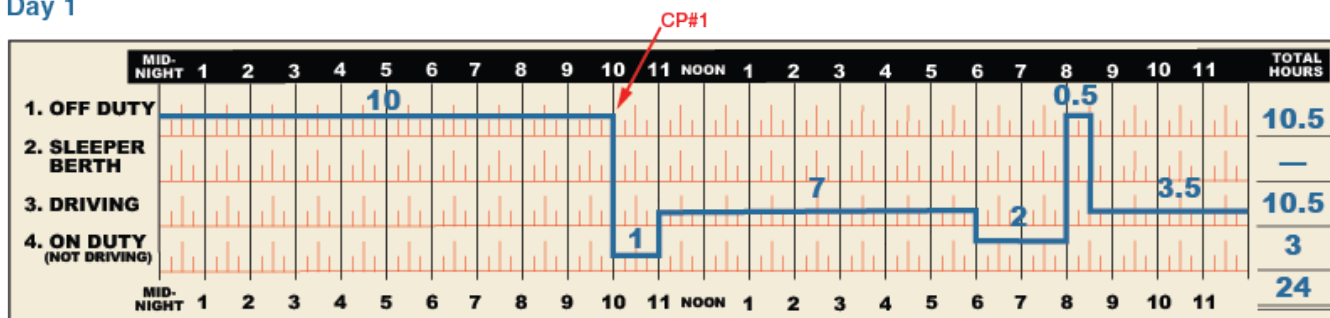 Day 1
CP#1
MID-NIGHT 1 2 3 4 5 6 7 8 9 10 11 NOON 1 2 3 4 5 6 7 8 9 10 11 TOTAL HOURS
1. OFF DUTY 10 0.5 10.5
2. SLEEPER BERTH —
3. DRIVING 7 3.5 10.5
4. ON DUTY (NOT DRIVING) 1 2 3
MID-NIGHT 1 2 3 4 5 6 7 8 9 10 11 NOON 1 2 3 4 5 6 7 8 9 10 11 24